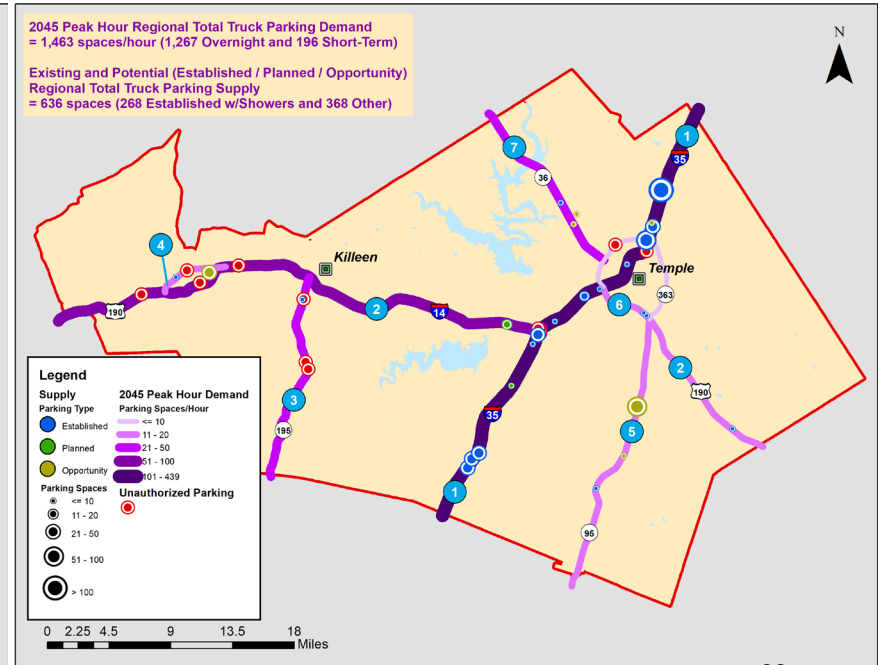 2045 Peak Hour Regional Total Truck Parking Demand
= 1,463 spaces/hour (1,267 Overnight and 196 Short-Term)
Existing and Potential (Established / Planned / Opportunity)
Regional Total Truck Parking Supply
= 636 spaces (268 Established w/Showers and 368 Other)
N
1
35
7
36
4
Killeen
Temple
363
190
2
14
6
2
190
3
35
5
195
1
95
Legend
Supply
Parking Type
Established
Planned
Opportunity
Parking Spaces
<= 10
11 - 20
21 - 50
51 - 100
> 100
2045 Peak Hour Demand
Parking Spaces/Hour
<= 10
11 - 20
21 - 50
51 - 100
101 - 439
Unauthorized Parking
0 2.25 4.5 9 13.5 18
Miles